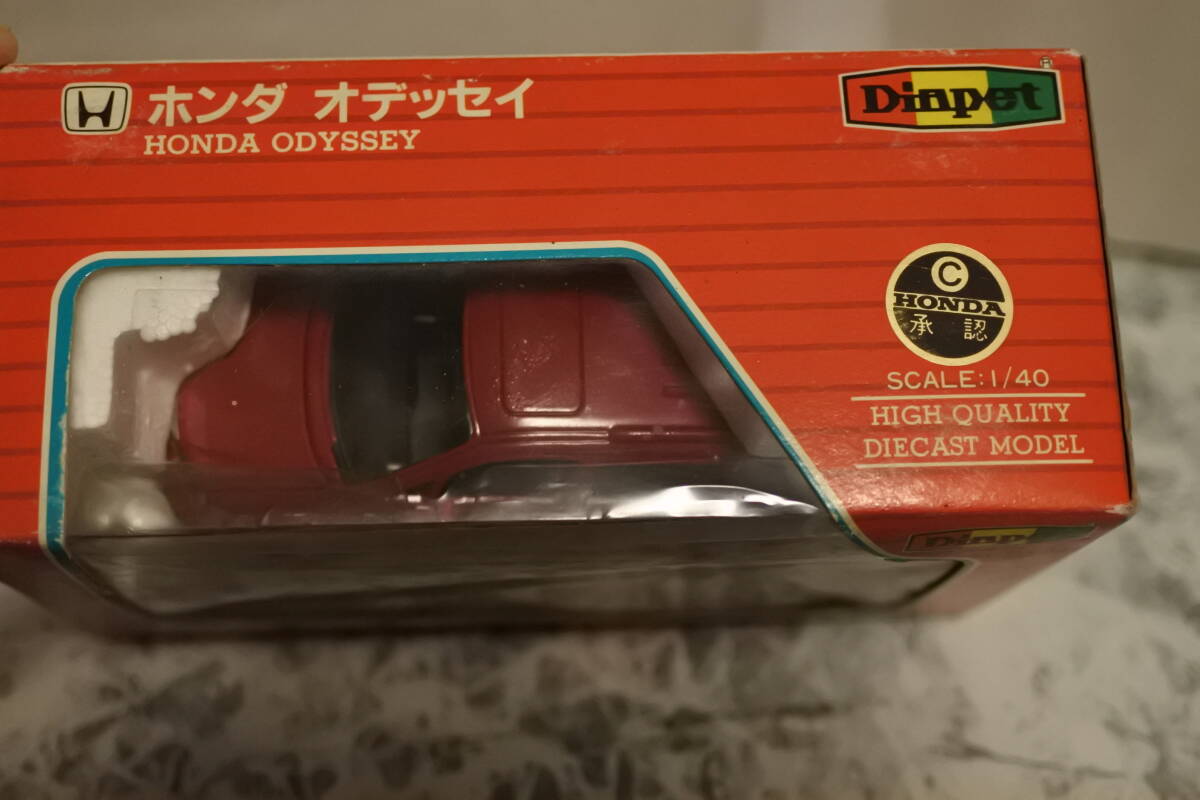 ホンダ オデッセイ
HONDA ODYSSEY
Diapet
®
©
HONDA
承認
SCALE:1/40
HIGH QUALITY
DIECAST MODEL